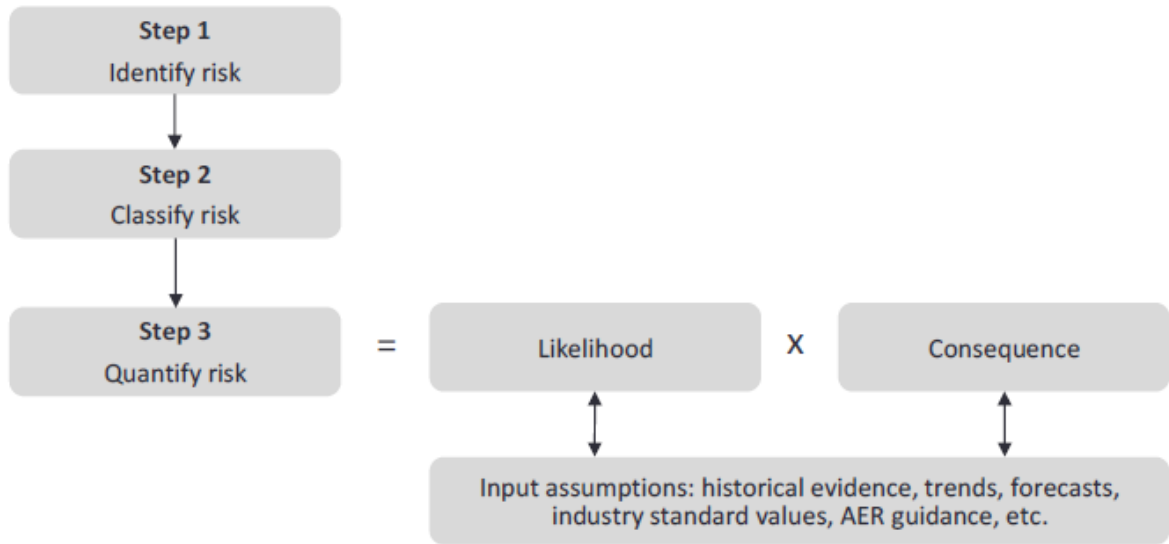 Step 1
Identify risk
Step 2
Classify risk
Step 3
Quantify risk
=
Likelihood
x
Consequence
Input assumptions: historical evidence, trends, forecasts,
industry standard values, AER guidance, etc.